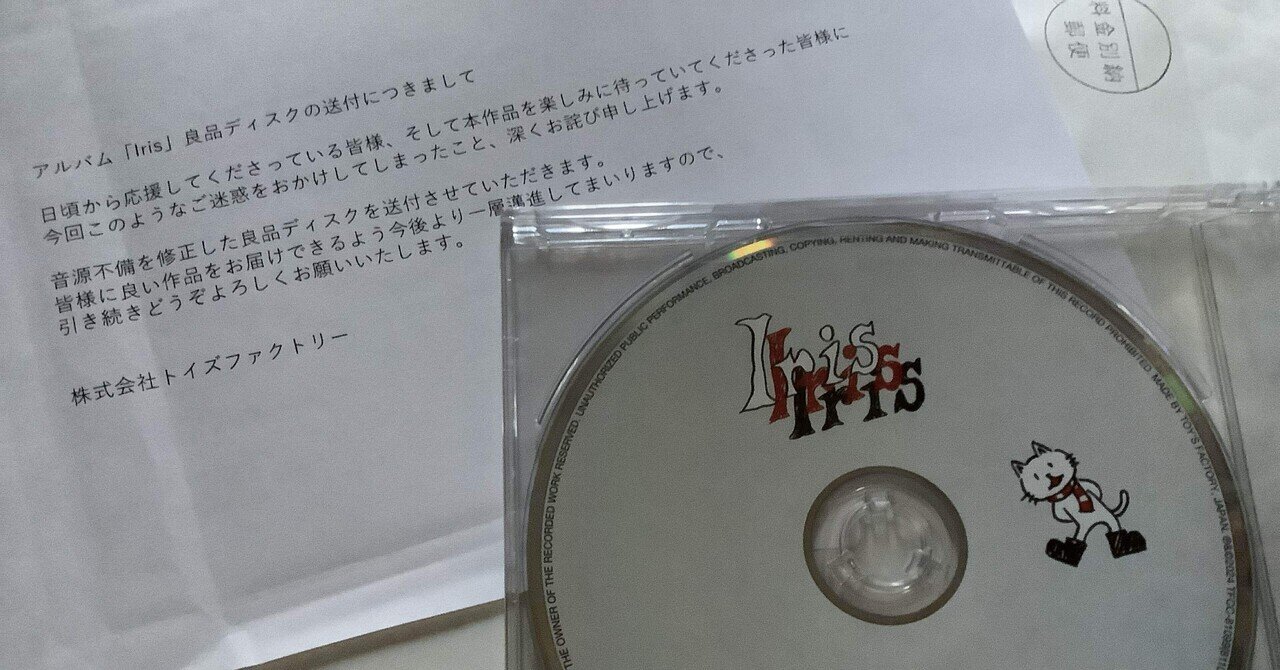 アルバム「Iris」良品ディスクの送付につきまして
日頃から応援してくださっている皆様、そして本作品を楽しみに待っていてくださった皆様に
今回このようなご迷惑をおかけしてしまったこと、深くお詫び申し上げます。
音源不備を修正した良品ディスクを送付させていただきます。
皆様に良い作品をお届けできるよう今後より一層邁進してまいりますので、
引き続きどうぞよろしくお願いいたします。
株式会社トイズファクトリー
料金別納
郵便
Iris
Iris
Iris
THE OWNER OF THE RECORDED WORK RESERVED. UNAUTHORIZED PUBLIC PERFORMANCE, BROADCASTING, COPYING, RENTING AND MAKING TRANSMITTABLE OF THIS RECORD PROHIBITED. MADE BY TOY'S FACTORY, JAPAN. ℗&©2024